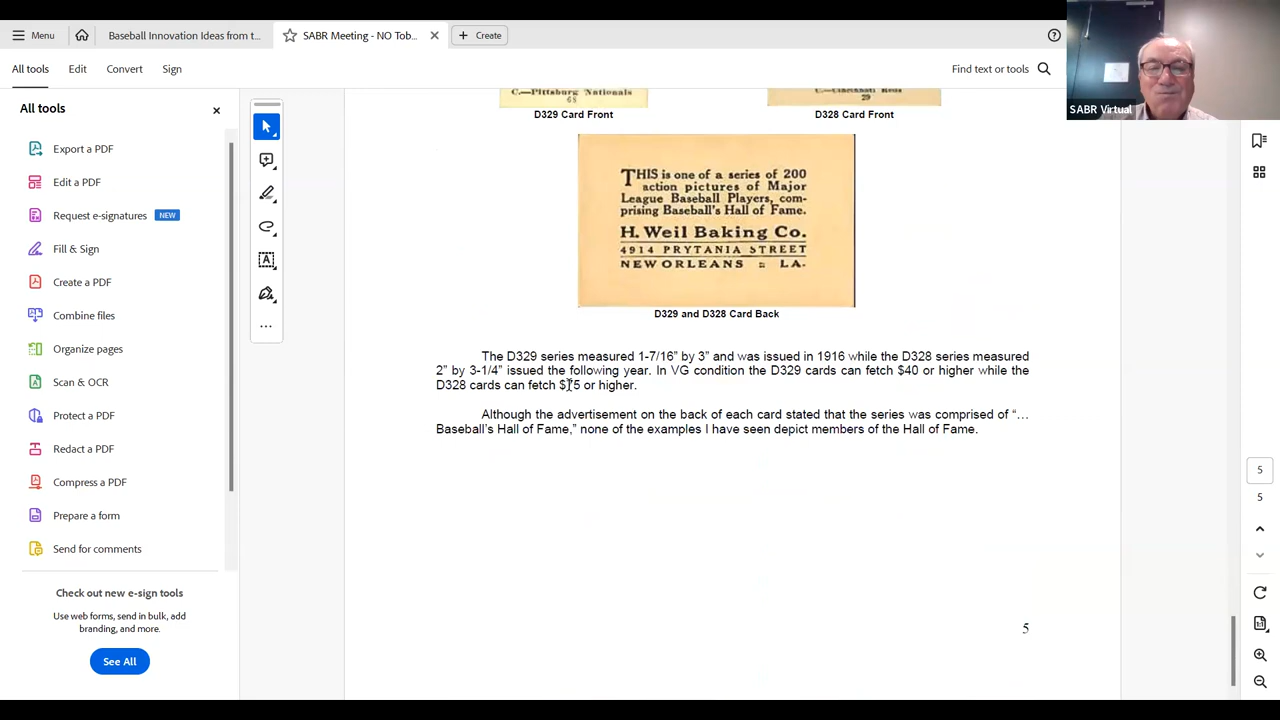 Menu
Baseball Innovation Ideas from t...
SABR Meeting - NO Tob...
Create
All tools
Edit
Convert
Sign
Find text or tools
SABR Virtual
All tools
Export a PDF
Edit a PDF
Request e-signatures NEW
Fill & Sign
Create a PDF
Combine files
Organize pages
Scan & OCR
Protect a PDF
Redact a PDF
Compress a PDF
Prepare a form
Send for comments
Check out new e-sign tools
Use web forms, send in bulk, add
branding, and more.
See All
C.—Pittsburg Nationals
65
D329 Card Front
C.—Cincinnati Reds
29
D328 Card Front
THIS is one of a series of 200
action pictures of Major
League Baseball Players, com-
prising Baseball's Hall of Fame.
H. Weil Baking Co.
4914 PRYTANIA STREET
NEW ORLEANS LA.
D329 and D328 Card Back
The D329 series measured 1-7/16” by 3” and was issued in 1916 while the D328 series measured
2” by 3-1/4” issued the following year. In VG condition the D329 cards can fetch $40 or higher while the
D328 cards can fetch $75 or higher.
Although the advertisement on the back of each card stated that the series was comprised of “…
Baseball’s Hall of Fame,” none of the examples I have seen depict members of the Hall of Fame.
5
5
5